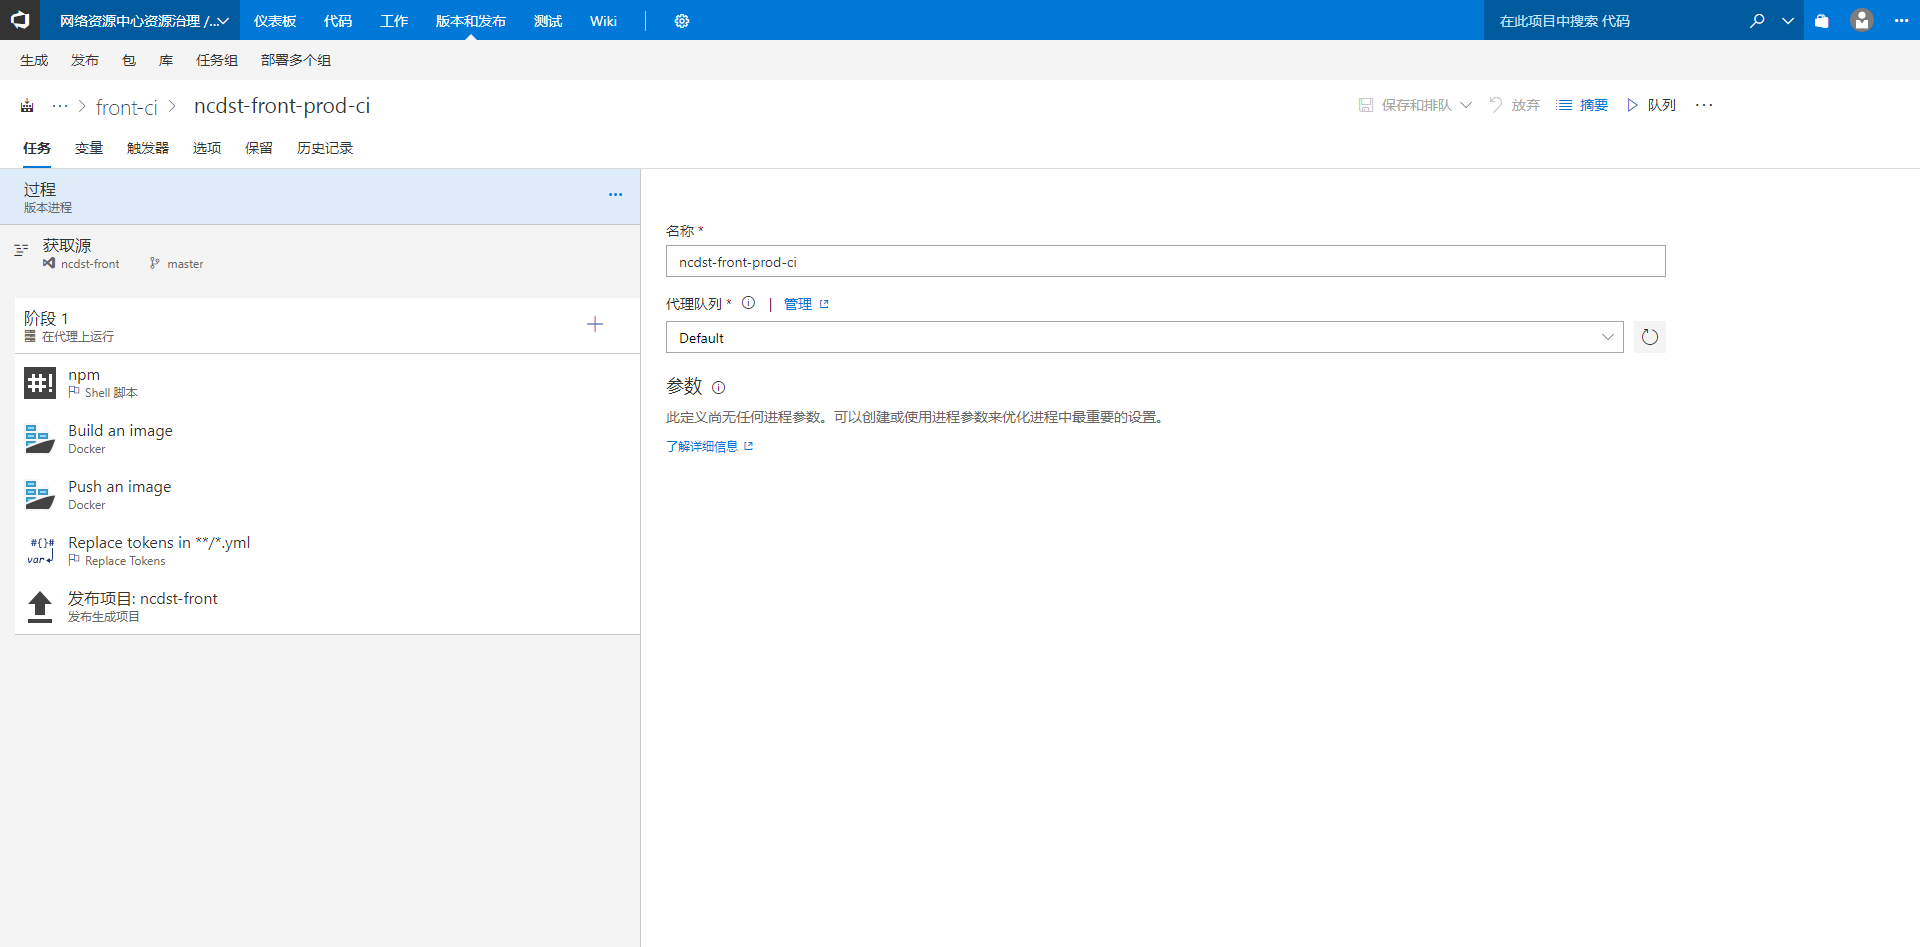 网络资源中心资源治理 /... 仪表板 代码 工作 版本和发布 测试 Wiki 在此项目中搜索 代码
生成 发布 包 库 任务组 部署多个组
··· > front-ci > ncdst-front-prod-ci 保存和排队 放弃 摘要 队列 ···
任务 变量 触发器 选项 保留 历史记录
过程
版本进程
获取源
ncdst-front master
阶段 1
在代理上运行
#! npm
Shell 脚本
Build an image
Docker
Push an image
Docker
#{}# Replace tokens in **/*.yml
var Replace Tokens
发布项目: ncdst-front
发布生成项目
名称 *
ncdst-front-prod-ci
代理队列 * | 管理
Default
参数
此定义尚无任何进程参数。可以创建或使用进程参数来优化进程中最重要的设置。
了解详细信息